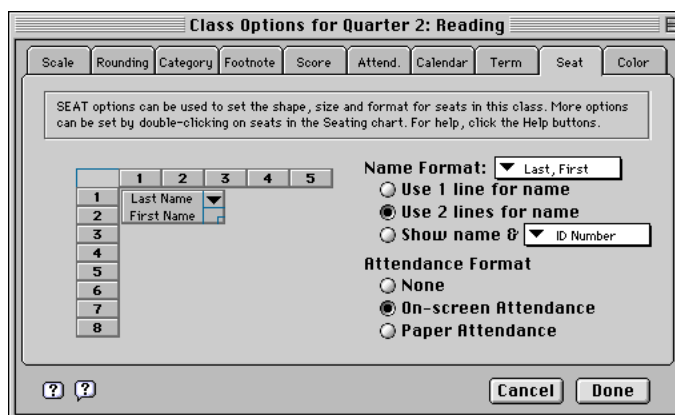 Class Options for Quarter 2: Reading
Scale Rounding Category Footnote Score Attend. Calendar Term Seat Color
SEAT options can be used to set the shape, size and format for seats in this class. More options
can be set by double-clicking on seats in the Seating chart. For help, click the Help buttons.
1 2 3 4 5
1 Last Name
2 First Name
3
4
5
6
7
8
Name Format: Last, First
Use 1 line for name
Use 2 lines for name
Show name & ID Number
Attendance Format
None
On-screen Attendance
Paper Attendance
? ?
Cancel Done